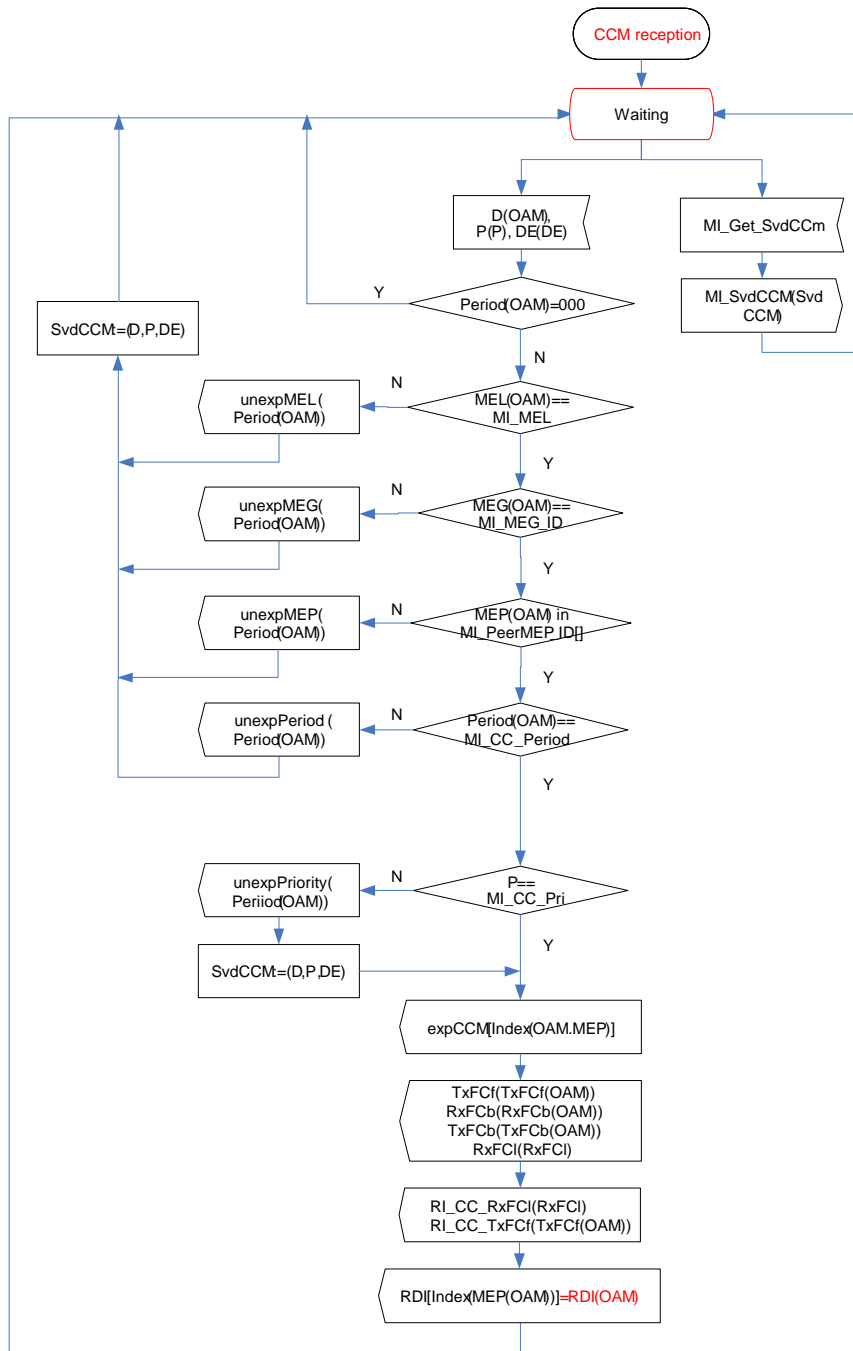 CCM reception
Waiting
D(OAM),
P(P), DE(DE)
MI_Get_SvdCCm
Y
Period(OAM)=000
MI_SvdCCM(Svd
CCM)
SvdCCM:=(D,P,DE)
N
unexpMEL(
Period(OAM))
N
MEL(OAM)==
MI_MEL
Y
unexpMEG(
Period(OAM))
N
MEG(OAM)==
MI_MEG_ID
Y
unexpMEP(
Period(OAM))
N
MEP(OAM) in
MI_PeerMEP_ID[]
Y
unexpPeriod (
Period(OAM))
N
Period(OAM)==
MI_CC_Period
Y
unexpPriority(
Periiod(OAM))
N
P==
MI_CC_Pri
Y
SvdCCM:=(D,P,DE)
expCCM[Index(OAM.MEP)]
TxFCf(TxFCf(OAM))
RxFCb(RxFCb(OAM))
TxFCb(TxFCb(OAM))
RxFCl(RxFCl)
RI_CC_RxFCl(RxFCl)
RI_CC_TxFCf(TxFCf(OAM))
RDI[Index(MEP(OAM))]=RDI(OAM)